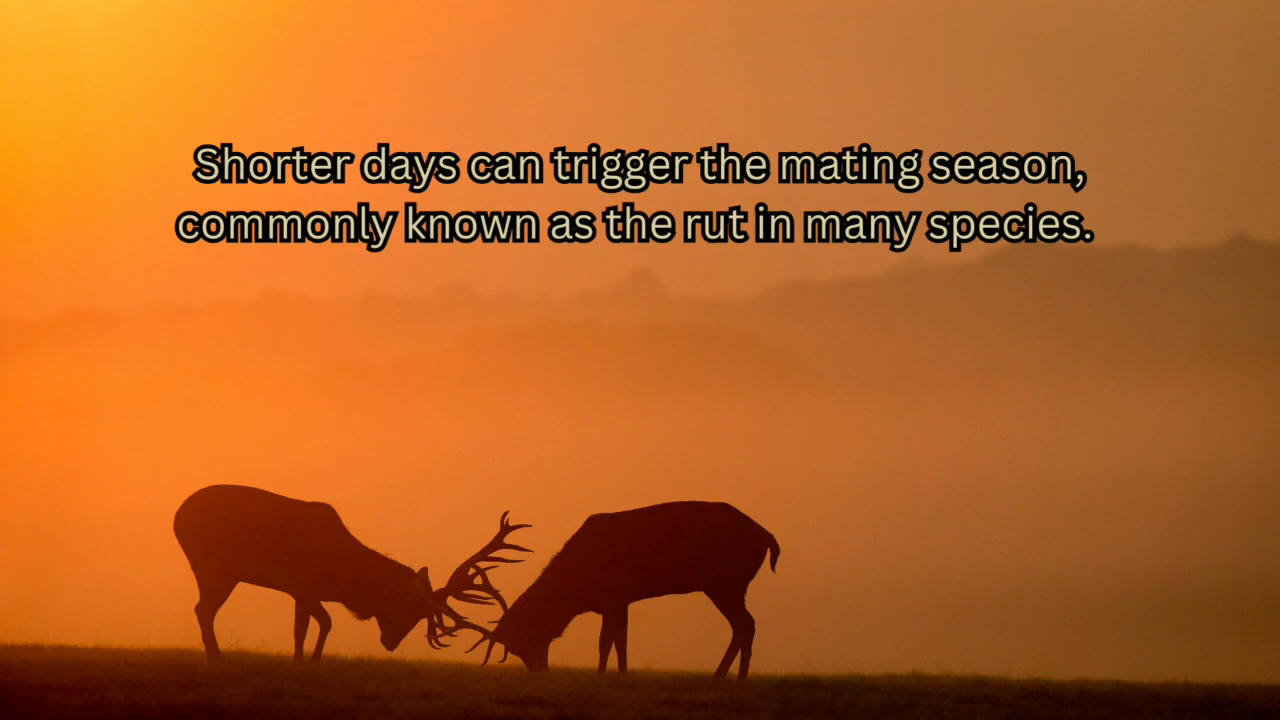 Shorter days can trigger the mating season,
commonly known as the rut in many species.